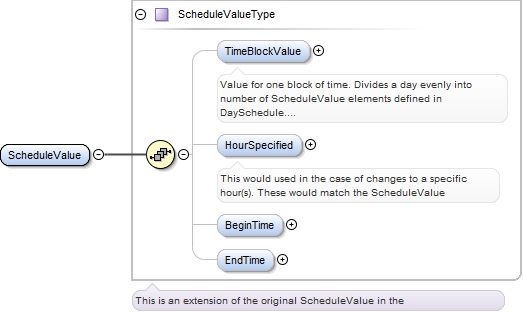 ScheduleValueType
TimeBlockValue
Value for one block of time. Divides a day evenly into
number of ScheduleValue elements defined in
DaySchedule....
HourSpecified
This would used in the case of changes to a specific
hour(s). These would match the ScheduleValue
ScheduleValue
BeginTime
EndTime
This is an extension of the original ScheduleValue in the